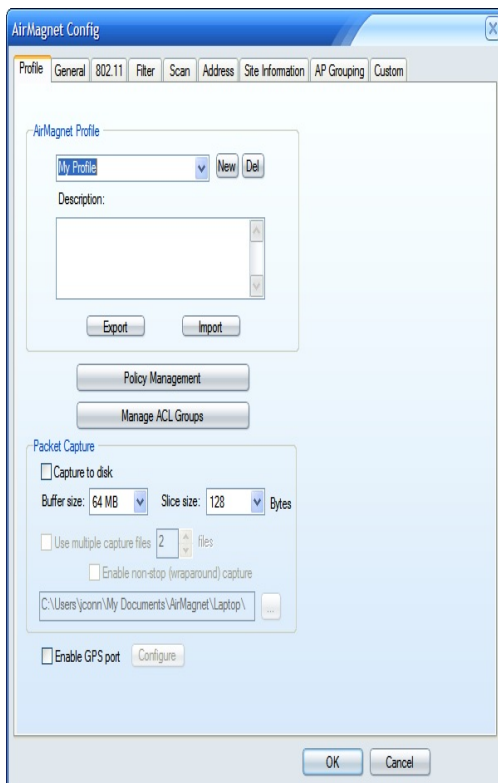 AirMagnet Config
Profile General 802.11 Filter Scan Address Site Information AP Grouping Custom
AirMagnet Profile
My Profile New Del
Description:
Export Import
Policy Management
Manage ACL Groups
Packet Capture
Capture to disk
Buffer size: 64 MB Slice size: 128 Bytes
Use multiple capture files 2 files
Enable non-stop (wraparound) capture
C:\Users\jconn\My Documents\AirMagnet\Laptop\ ...
Enable GPS port Configure
OK Cancel